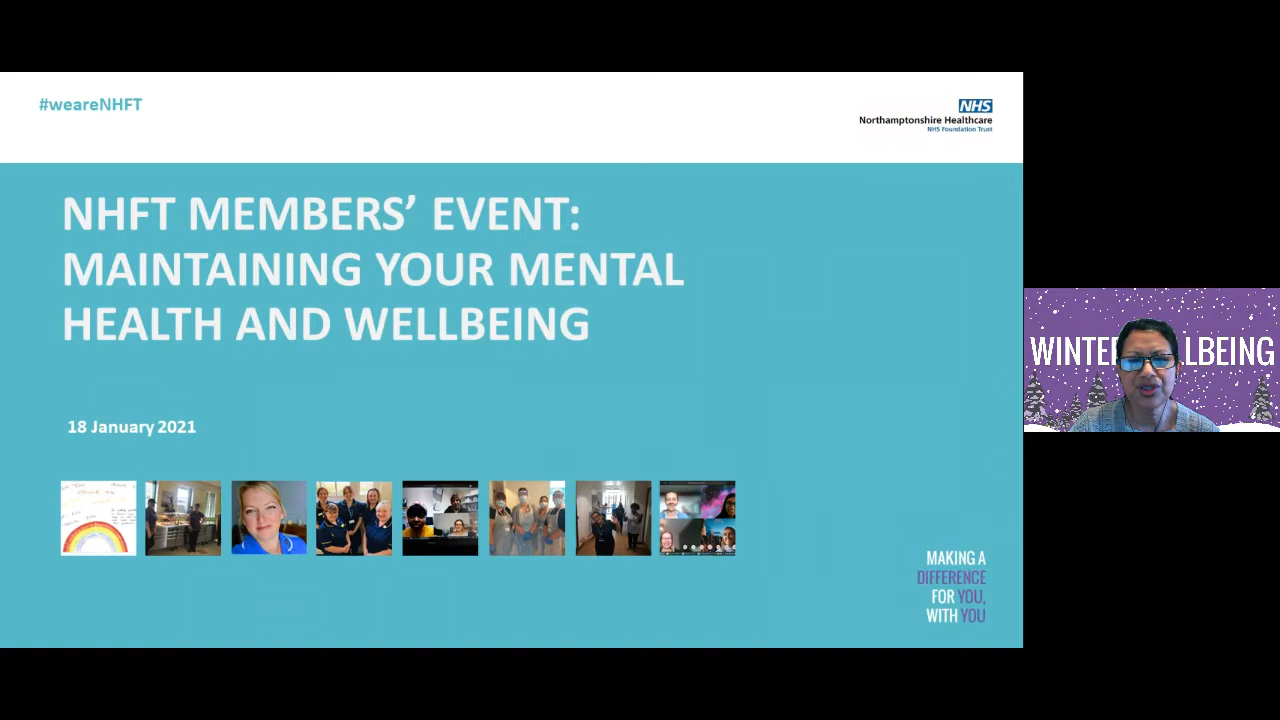 #weareNHFT
NHS
Northamptonshire Healthcare
NHS Foundation Trust
NHFT MEMBERS’ EVENT:
MAINTAINING YOUR MENTAL
HEALTH AND WELLBEING
18 January 2021
MAKING A
DIFFERENCE
FOR YOU,
WITH YOU
WINTE LLBEING